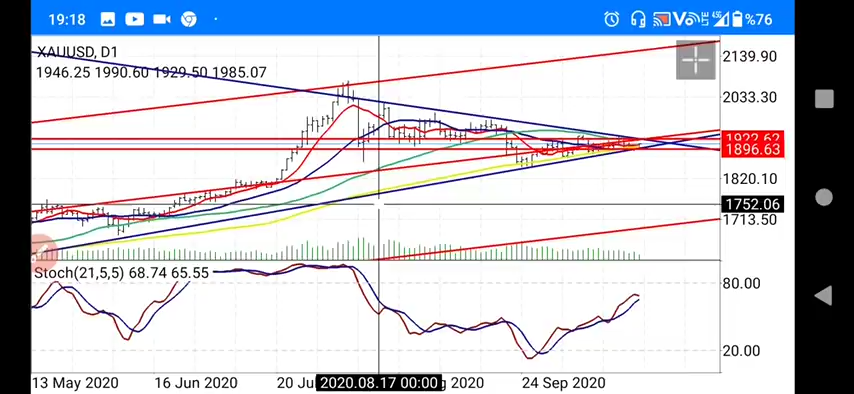 19:18 %76
XAUUSD, D1
1946.25 1990.60 1929.50 1985.07
2139.90
2033.30
1922.62
1896.63
1820.10
1752.06
1713.50
Stoch(21,5,5) 68.74 65.55
80.00
20.00
13 May 2020 16 Jun 2020 20 Ju 2020.08.17 00:00 g 2020 24 Sep 2020